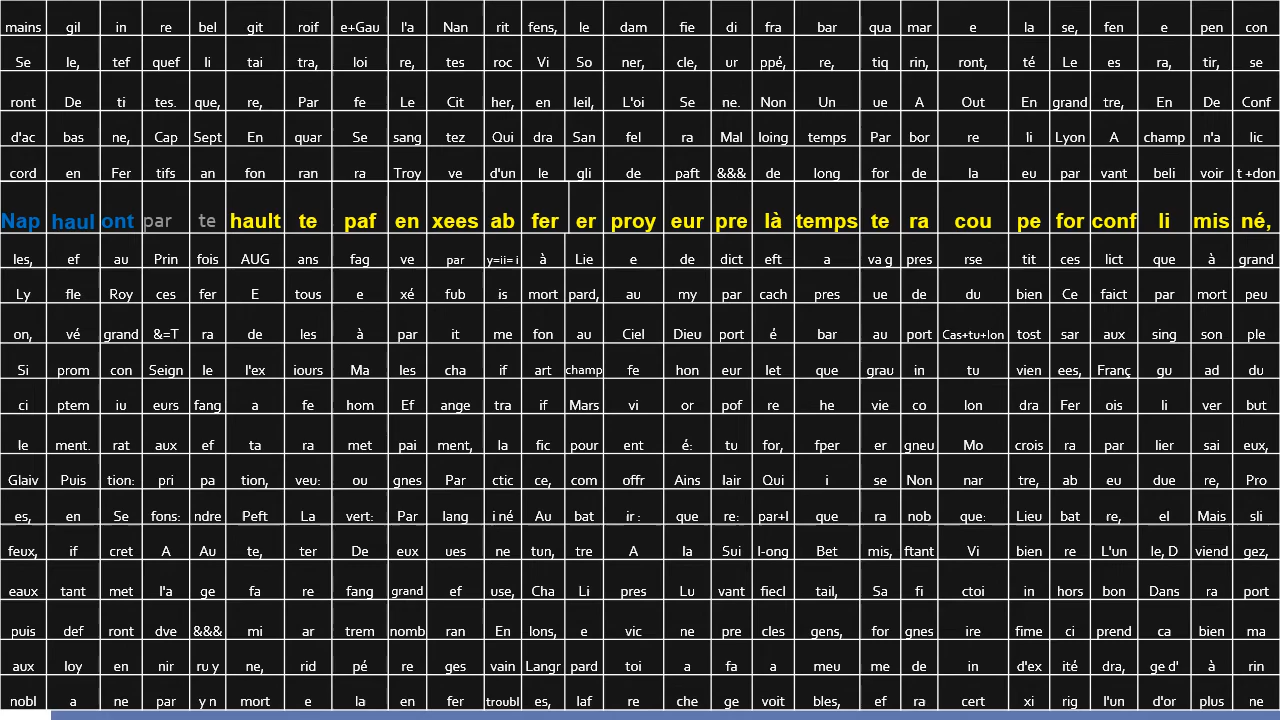 mains gil in re bel git roif e+Gau l'a Nan rit fens, le dam fie di fra bar qua mar e la se, fen e pen con
Se le, tef quef li tai tra, loi re, tes roc Vi So ner, cle, ur ppé, re, tiq rin, ront, té Le es ra, tir, se
ront De ti tes. que, re, Par fe Le Cit her, en leil, L'oi Se ne. Non Un ue A Out En grand tre, En De Conf
d'ac bas ne, Cap Sept En quar Se sang tez Qui dra San fel ra Mal loing temps Par bor re li Lyon A champ n'a lic
cord en Fer tifs an fon ran ra Troy ve d'un le gli de paft &&& de long for de la eu par vant beli voir t +don
Nap haul ont par te hault te paf en xees ab fer er proy eur pre là temps te ra cou pe for conf li mis né,
les, ef au Prin fois AUG ans fag ve par y=ii= i à Lie e de dict eft a va g pres rse tit ces lict que à grand
Ly fle Roy ces fer E tous e xé fub is mort pard, au my par cach pres ue de du bien Ce faict par mort peu
on, vé grand &=T ra de les à par it me fon au Ciel Dieu port é bar au port Cas+tu+lon tost sar aux sing son ple
Si prom con Seign le l'ex iours Ma les cha if art champ fe hon eur let que grau in tu vien ees, Franç gu ad du
ci ptem iu eurs fang a fe hom Ef ange tra if Mars vi or pof re he vie co lon dra Fer ois li ver but
le ment. rat aux ef ta ra met pai ment, la fic pour ent é: tu for, fper er gneu Mo crois ra par lier sai eux,
Glaiv Puis tion: pri pa tion, veu: ou gnes Par ctic ce, com offr Ains lair Qui i se Non nar tre, ab eu due re, Pro
es, en Se fons: ndre Peft La vert: Par lang i né Au bat ir : que re: par+l que ra nob que: Lieu bat re, el Mais sli
feux, if cret A Au te, ter De eux ues ne tun, tre A la Sui l-ong Bet mis, ftant Vi bien re L'un le, D viend gez,
eaux tant met l'a ge fa re fang grand ef use, Cha Li pres Lu vant fiecl tail, Sa fi ctoi in hors bon Dans ra port
puis def ront dve &&& mi ar trem nomb ran En lons, e vic ne pre cles gens, for gnes ire fime ci prend ca bien ma
aux loy en nir ru y ne, rid pé re ges vain Langr pard toi a fa a meu me de in d'ex ité dra, ge d' à rin
nobl a ne par y n mort e la en fer troubl es, laf re che ge voit bles, ef ra cert xi rig l'un d'or plus ne